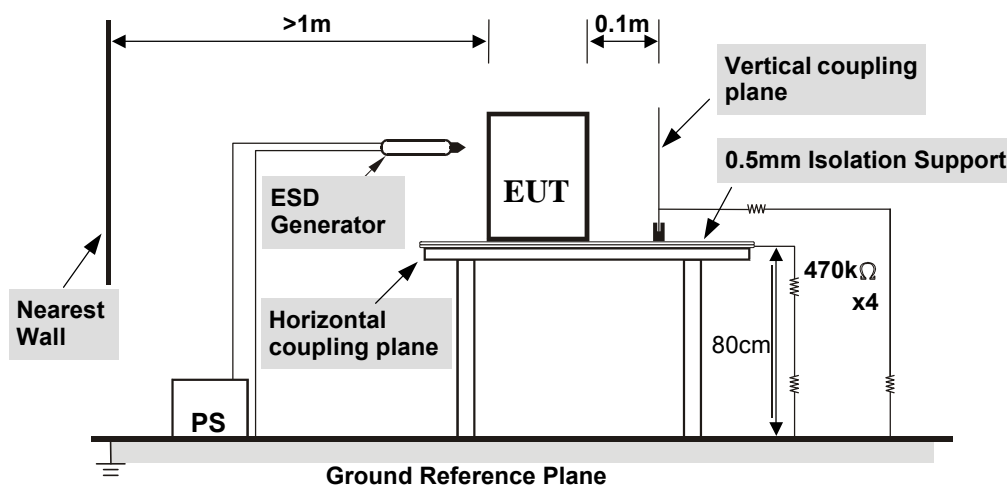 >1m
0.1m
Vertical coupling
plane
0.5mm Isolation Support
ESD
Generator
EUT
470kΩ
x4
Nearest
Wall
Horizontal
coupling plane
80cm
PS
Ground Reference Plane